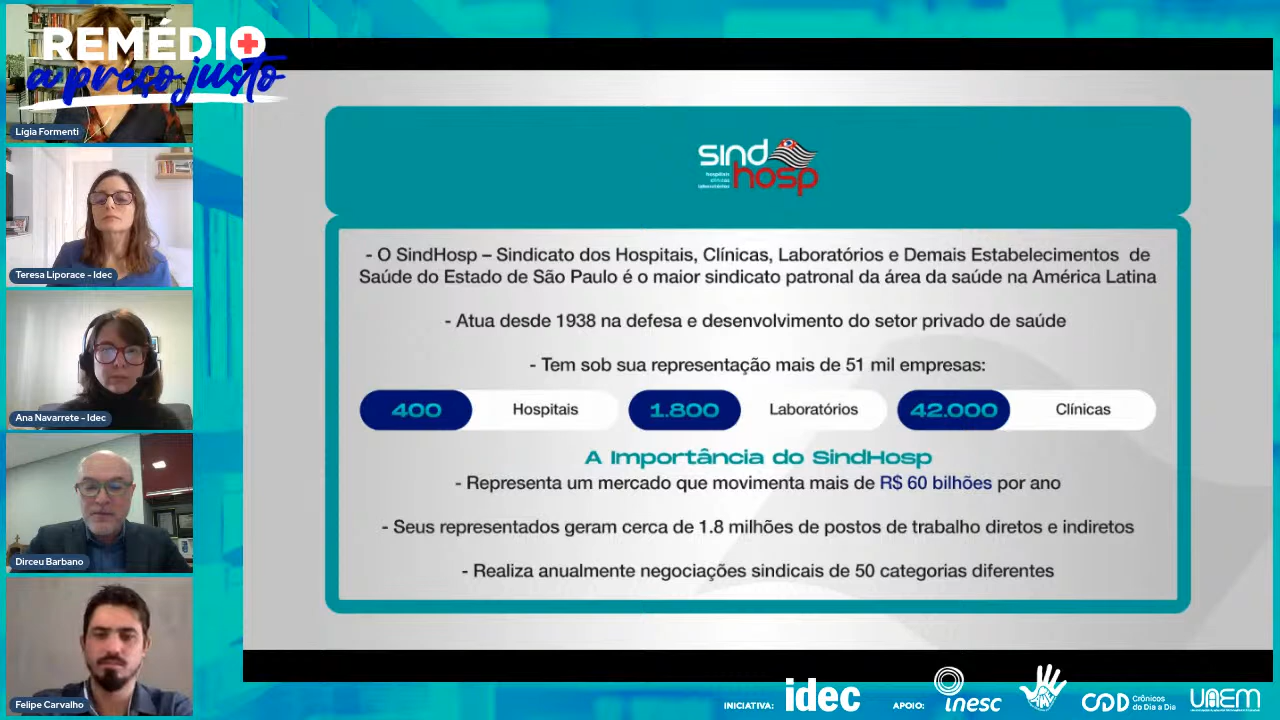 REMÉDIO
a preço justo
Lígia Formenti
Teresa Liporace - Idec
Ana Navarrete - Idec
Dirceu Barbano
Felipe Carvalho
sindhosp
hospitais
clínicas
laboratórios
- O SindHosp – Sindicato dos Hospitais, Clínicas, Laboratórios e Demais Estabelecimentos de
Saúde do Estado de São Paulo é o maior sindicato patronal da área da saúde na América Latina
- Atua desde 1938 na defesa e desenvolvimento do setor privado de saúde
- Tem sob sua representação mais de 51 mil empresas:
400 Hospitais 1.800 Laboratórios 42.000 Clínicas
A Importância do SindHosp
- Representa um mercado que movimenta mais de R$ 60 bilhões por ano
- Seus representados geram cerca de 1.8 milhões de postos de trabalho diretos e indiretos
- Realiza anualmente negociações sindicais de 50 categorias diferentes
INICIATIVA: idec APOIO: inesc
Crônicos
do Dia a Dia
UAEM